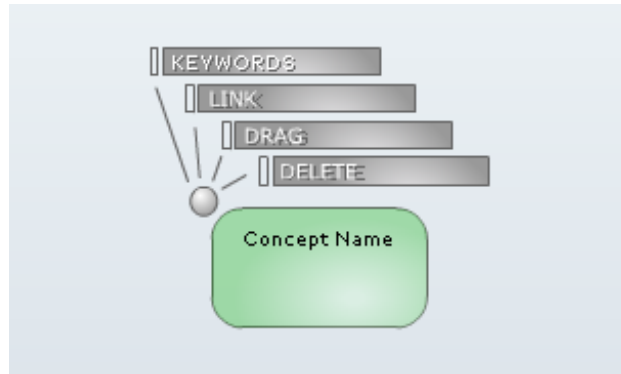 KEYWORDS
LINK
DRAG
DELETE
Concept Name